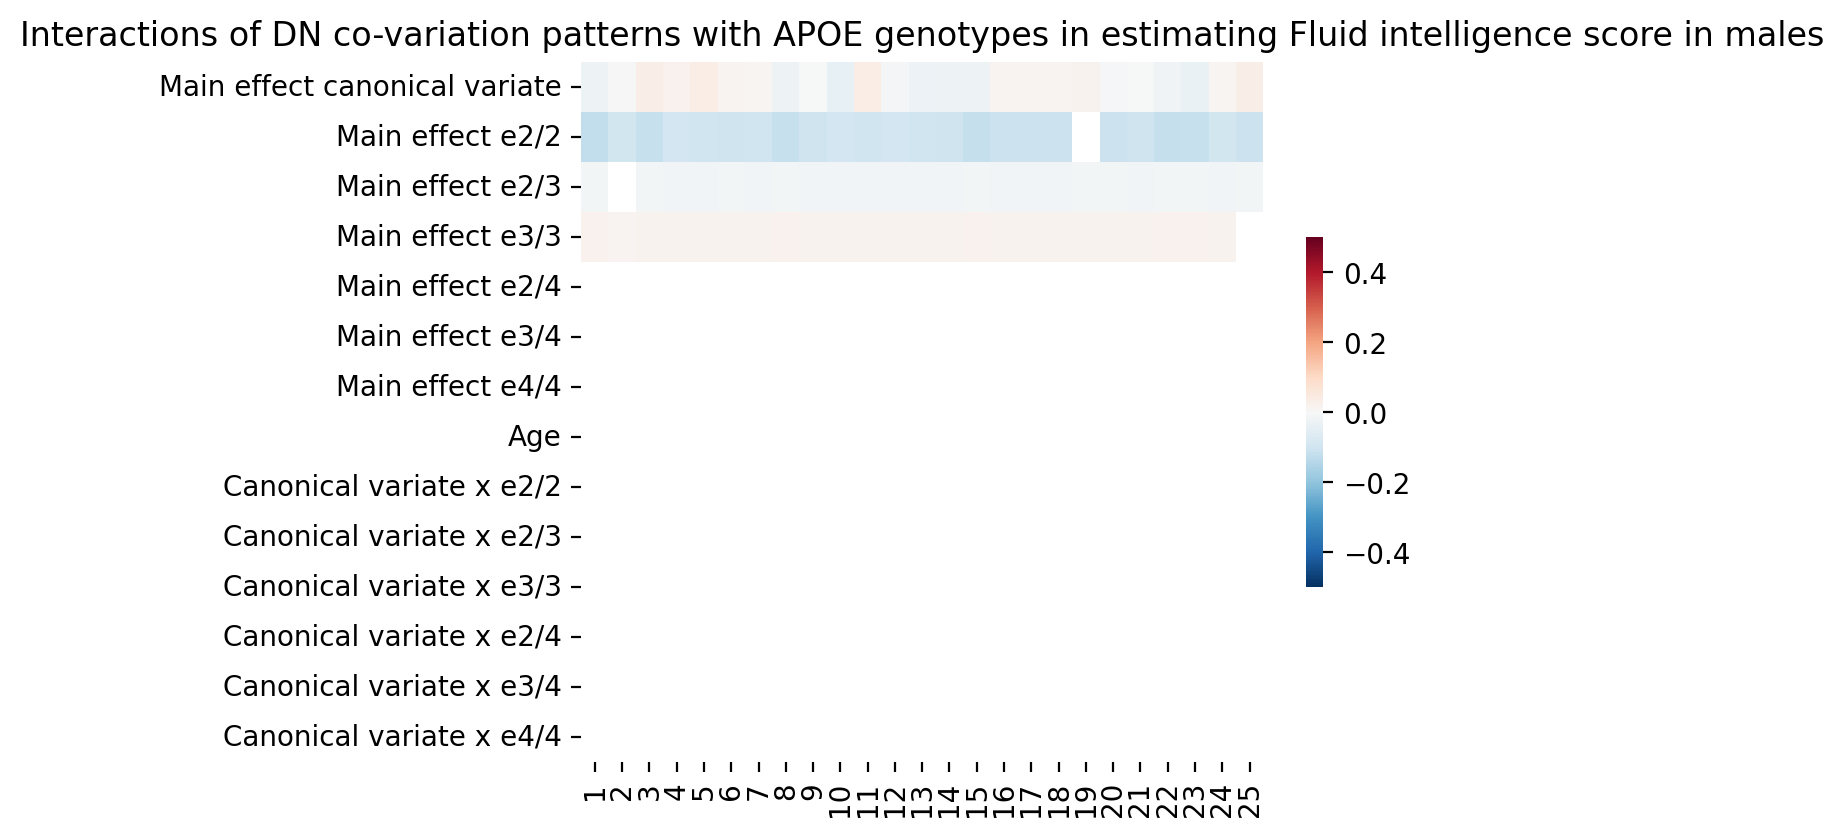 Interactions of DN co-variation patterns with APOE genotypes in estimating Fluid intelligence score in males
Main effect canonical variate
Main effect e2/2
Main effect e2/3
Main effect e3/3
Main effect e2/4
Main effect e3/4
Main effect e4/4
Age
Canonical variate x e2/2
Canonical variate x e2/3
Canonical variate x e3/3
Canonical variate x e2/4
Canonical variate x e3/4
Canonical variate x e4/4
1 2 3 4 5 6 7 8 9 10 11 12 13 14 15 16 17 18 19 20 21 22 23 24 25
0.4
0.2
0.0
−0.2
−0.4